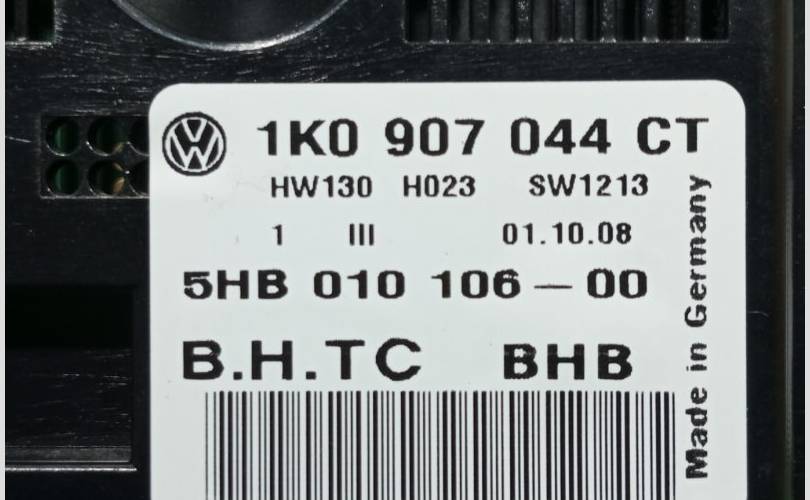 1K0 907 044 CT
HW130 H023 SW1213
1 III 01.10.08
5HB 010 106 — 00
B.H.TC BHB
Made in Germany